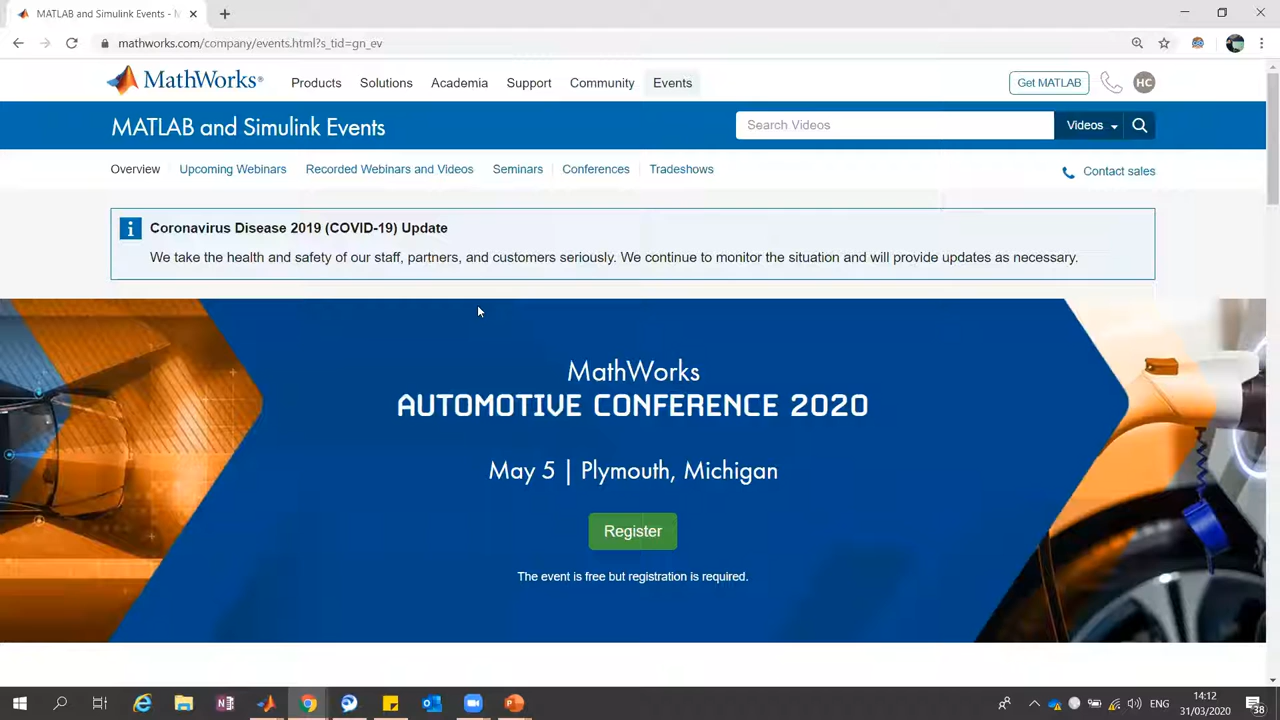 MATLAB and Simulink Events - M
mathworks.com/company/events.html?s_tid=gn_ev
MathWorks®
Products
Solutions
Academia
Support
Community
Events
Get MATLAB
HC
MATLAB and Simulink Events
Search Videos
Videos
Overview
Upcoming Webinars
Recorded Webinars and Videos
Seminars
Conferences
Tradeshows
Contact sales
Coronavirus Disease 2019 (COVID-19) Update
We take the health and safety of our staff, partners, and customers seriously. We continue to monitor the situation and will provide updates as necessary.
MathWorks
AUTOMOTIVE CONFERENCE 2020
May 5 | Plymouth, Michigan
Register
The event is free but registration is required.
ENG
14:12
31/03/2020
38